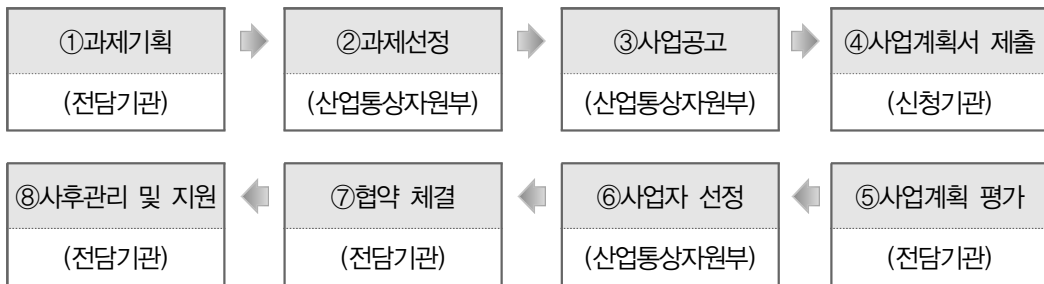 ①과제기획
(전담기관)
②과제선정
(산업통상자원부)
③사업공고
(산업통상자원부)
④사업계획서 제출
(신청기관)
⑤사업계획 평가
(전담기관)
⑥사업자 선정
(산업통상자원부)
⑦협약 체결
(전담기관)
⑧사후관리 및 지원
(전담기관)